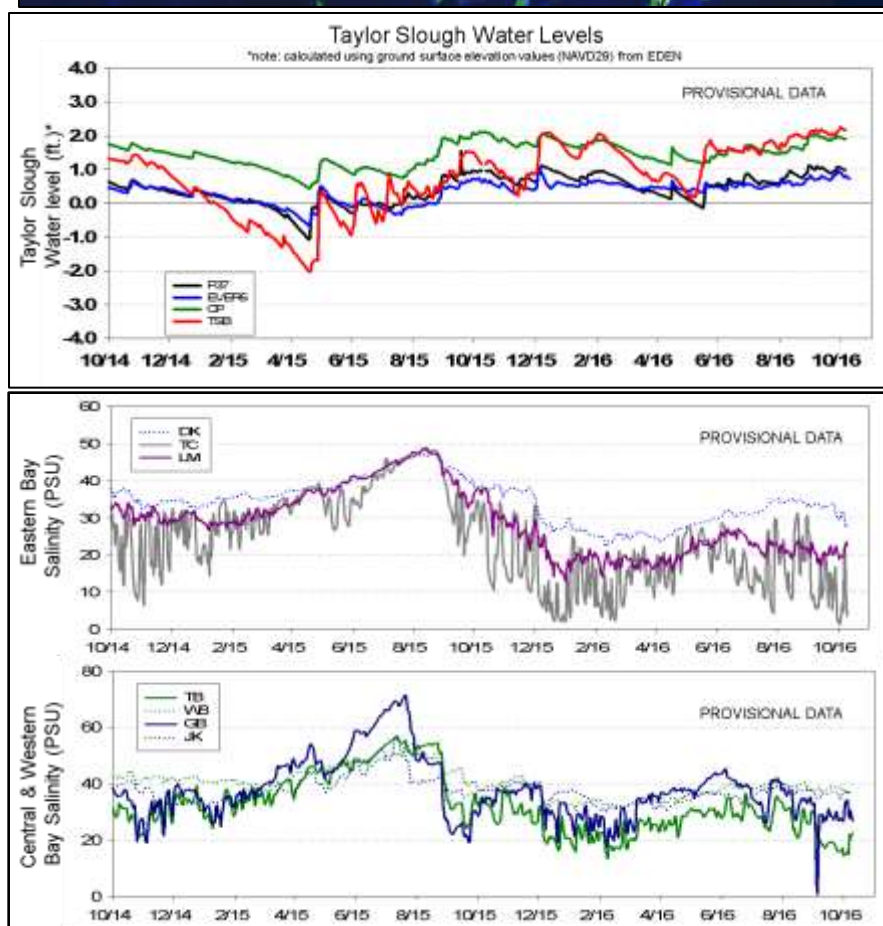 Taylor Slough Water Levels
*note: calculated using ground surface elevation values (NAVD29) from EDEN
PROVISIONAL DATA
Taylor Slough
Water level (ft.)*
4.0
3.0
2.0
1.0
0.0
-1.0
-2.0
-3.0
-4.0
P37
EVER6
CP
TSB
10/14 12/14 2/15 4/15 6/15 8/15 10/15 12/15 2/16 4/16 6/16 8/16 10/16
Eastern Bay
Salinity (PSU)
60
50
40
30
20
10
0
DK
TC
LM
PROVISIONAL DATA
10/14 12/14 2/15 4/15 6/15 8/15 10/15 12/15 2/16 4/16 6/16 8/16 10/16
Central & Western
Bay Salinity (PSU)
80
60
40
20
0
TB
WB
GB
JK
PROVISIONAL DATA
10/14 12/14 2/15 4/15 6/15 8/15 10/15 12/15 2/16 4/16 6/16 8/16 10/16